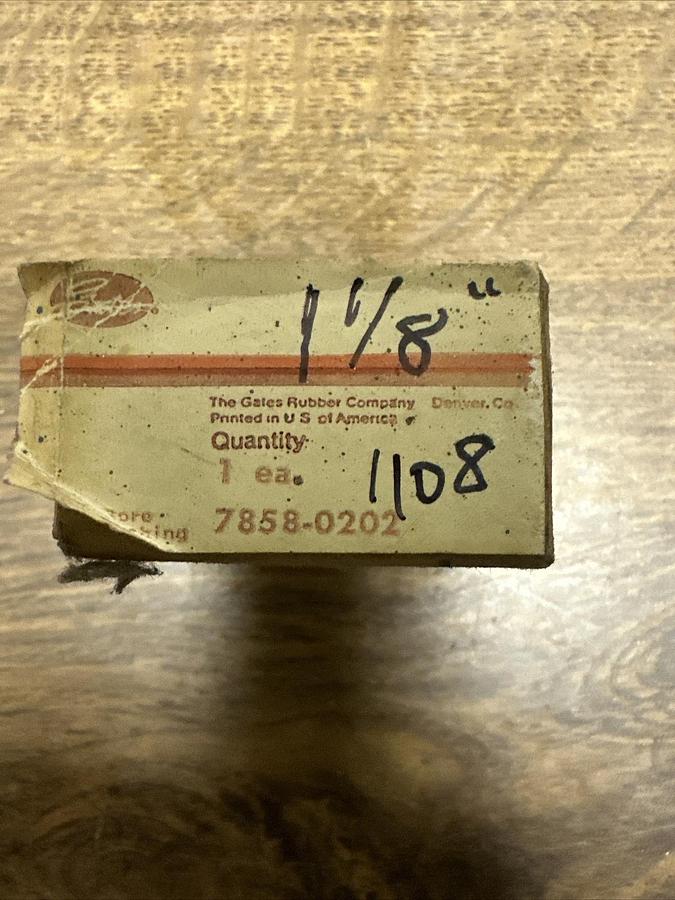 1 1/8 "
The Gates Rubber Company Denver, Co
Printed in U S of America
Quantity
1 ea.
1108
7858-0202